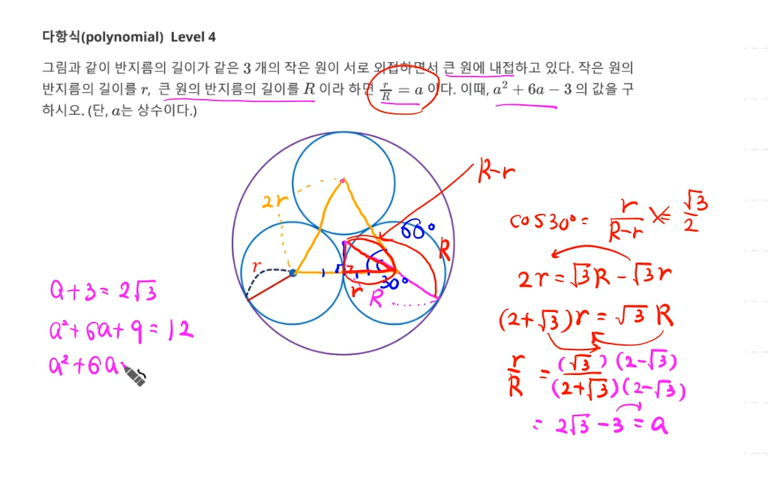 다항식(polynomial) Level 4
그림과 같이 반지름의 길이가 같은 3 개의 작은 원이 서로 외접하면서 큰 원에 내접하고 있다. 작은 원의
반지름의 길이를 r, 큰 원의 반지름의 길이를 R 이라 하면 r/R = a 이다. 이때, a² + 6a − 3 의 값을 구
하시오. (단, a는 상수이다.)
R-r
2r
60°
R
r
30°
r
R
a+3=2√3
a²+6a+9=12
a²+6a
cos30°= r/(R-r) = √3/2
2r=√3R-√3r
(2+√3)r=√3R
r/R = (√3)(2-√3)/(2+√3)(2-√3)
= 2√3-3=a